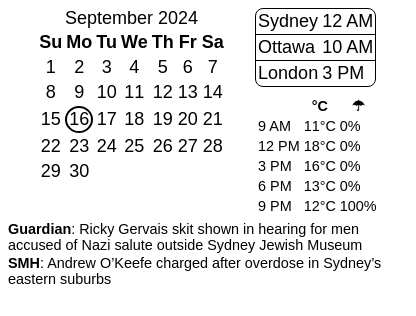 September 2024
Su Mo Tu We Th Fr Sa
1 2 3 4 5 6 7
8 9 10 11 12 13 14
15 16 17 18 19 20 21
22 23 24 25 26 27 28
29 30
Sydney 12 AM
Ottawa 10 AM
London 3 PM
°C ☂
9 AM 11°C 0%
12 PM 18°C 0%
3 PM 16°C 0%
6 PM 13°C 0%
9 PM 12°C 100%
Guardian: Ricky Gervais skit shown in hearing for men
accused of Nazi salute outside Sydney Jewish Museum
SMH: Andrew O’Keefe charged after overdose in Sydney’s
eastern suburbs